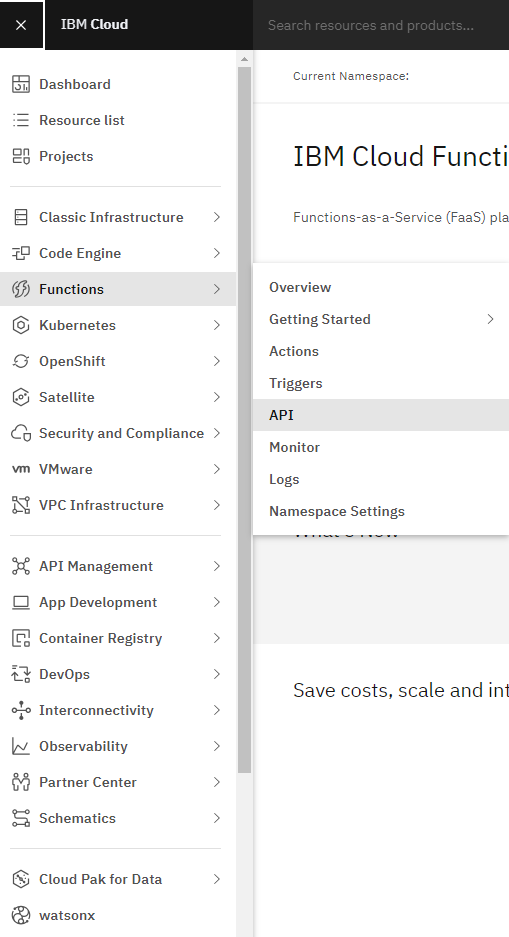 IBM Cloud
Search resources and products...
Dashboard
Resource list
Projects
Classic Infrastructure
Code Engine
Functions
Kubernetes
OpenShift
Satellite
Security and Compliance
vm VMware
VPC Infrastructure
API Management
App Development
Container Registry
DevOps
Interconnectivity
Observability
Partner Center
Schematics
Cloud Pak for Data
watsonx
Current Namespace:
IBM Cloud Functi
Functions-as-a-Service (FaaS) pla
Overview
Getting Started
Actions
Triggers
API
Monitor
Logs
Namespace Settings
What's New
Save costs, scale and int